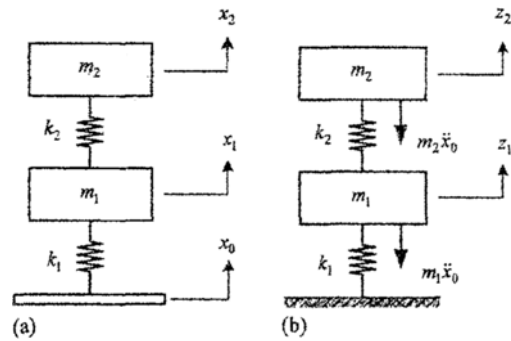 x₂
m₂
k₂
x₁
m₁
k₁
x₀
(a)
z₂
m₂
k₂
m₂ẍ₀
z₁
m₁
k₁
m₁ẍ₀
(b)